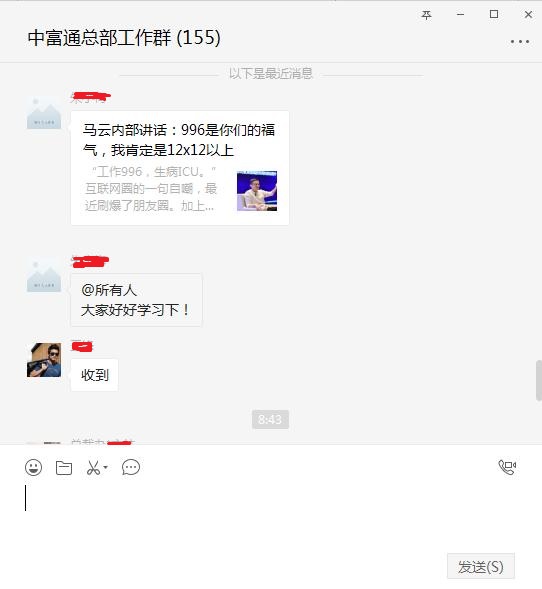 中富通总部工作群 (155)
以下是最近消息
马云内部讲话：996是你们的福
气，我肯定是12x12以上
“工作996，生病ICU。”
互联网圈的一句自嘲，最
近刷爆了朋友圈。加上...
@所有人
大家好好学习下！
收到
8:43
发送(S)